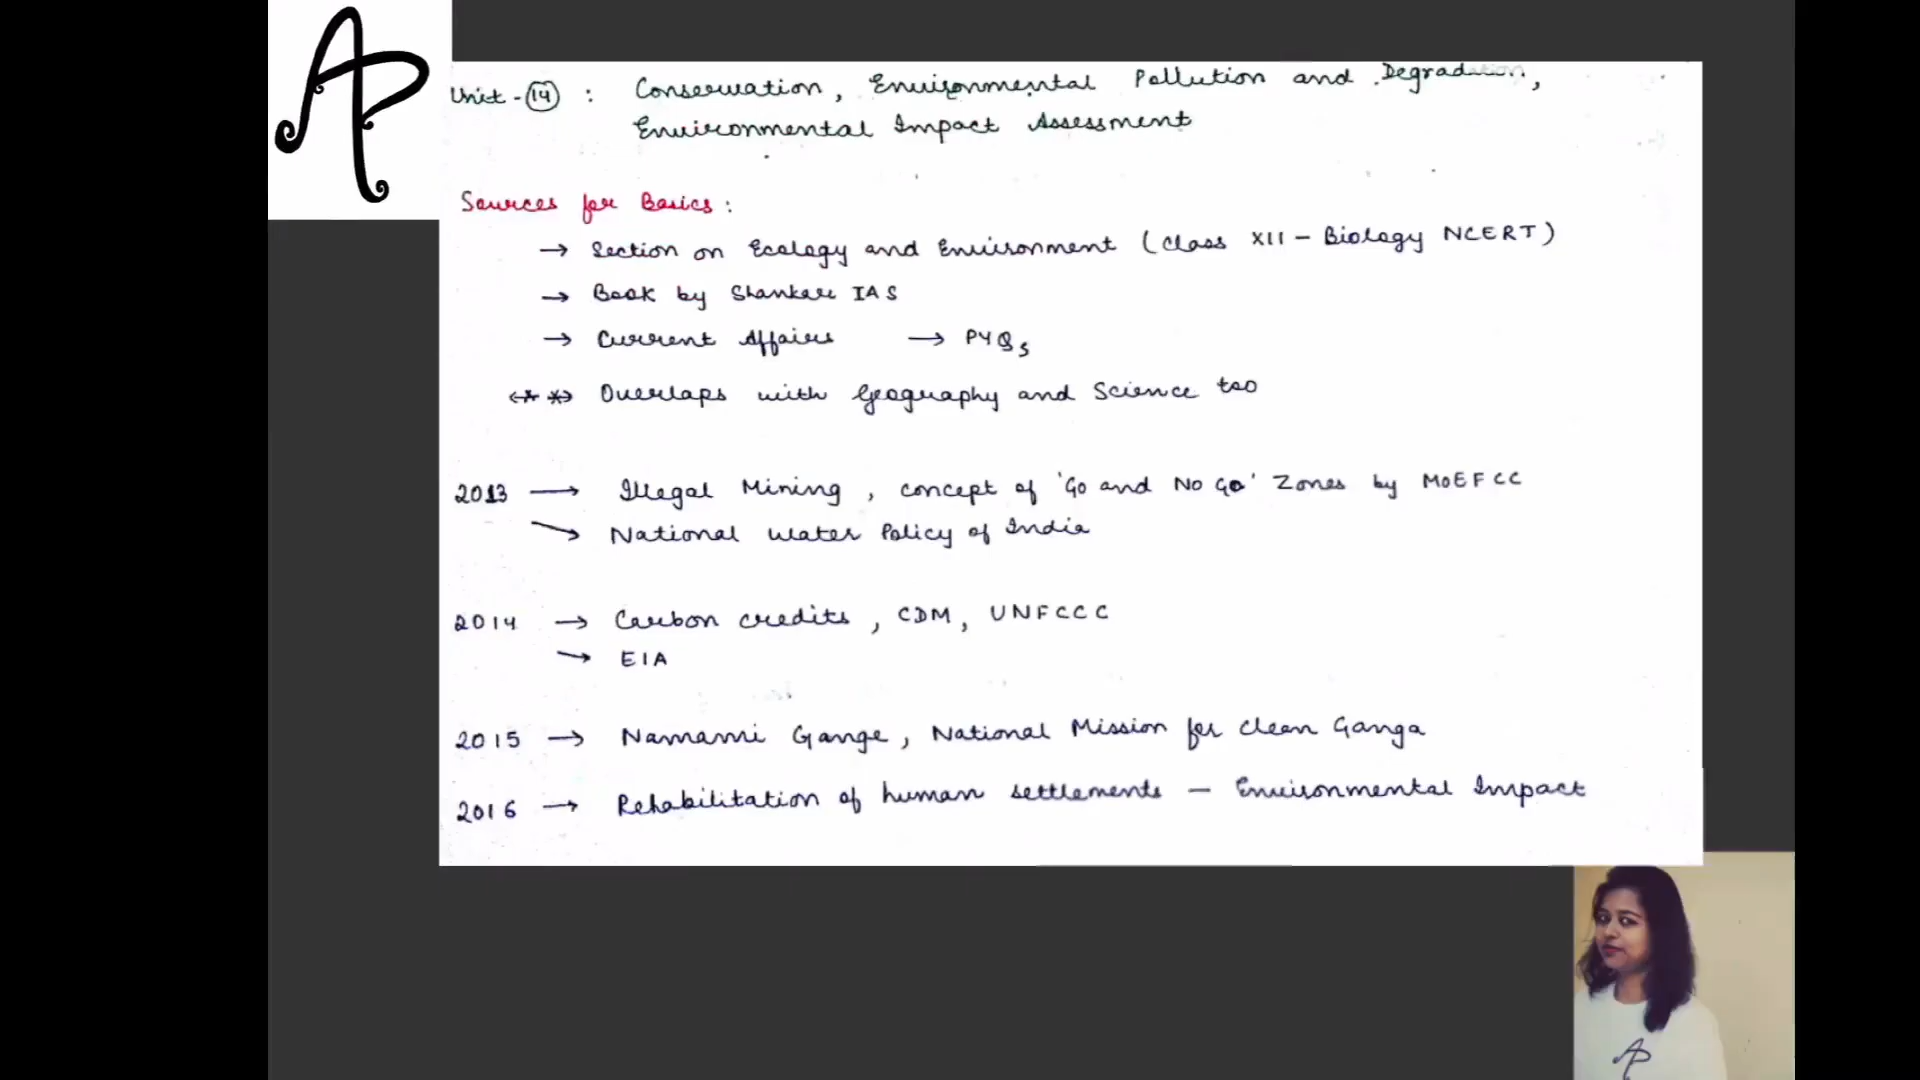 AP
Unit - 14 : Conservation, Environmental Pollution and Degradation,
Environmental Impact Assessment
Sources for Basics :
→ Section on Ecology and Environment (Class XII - Biology NCERT)
→ Book by Shankar IAS
→ Current Affairs → PYQs
<** *> Overlaps with Geography and Science too
2013 → Illegal Mining, concept of 'Go and No Go' Zones by MoEFCC
→ National Water Policy of India
2014 → Carbon credits, CDM, UNFCCC
→ EIA
2015 → Namami Gange, National Mission for Clean Ganga
2016 → Rehabilitation of human settlements - Environmental Impact
AP